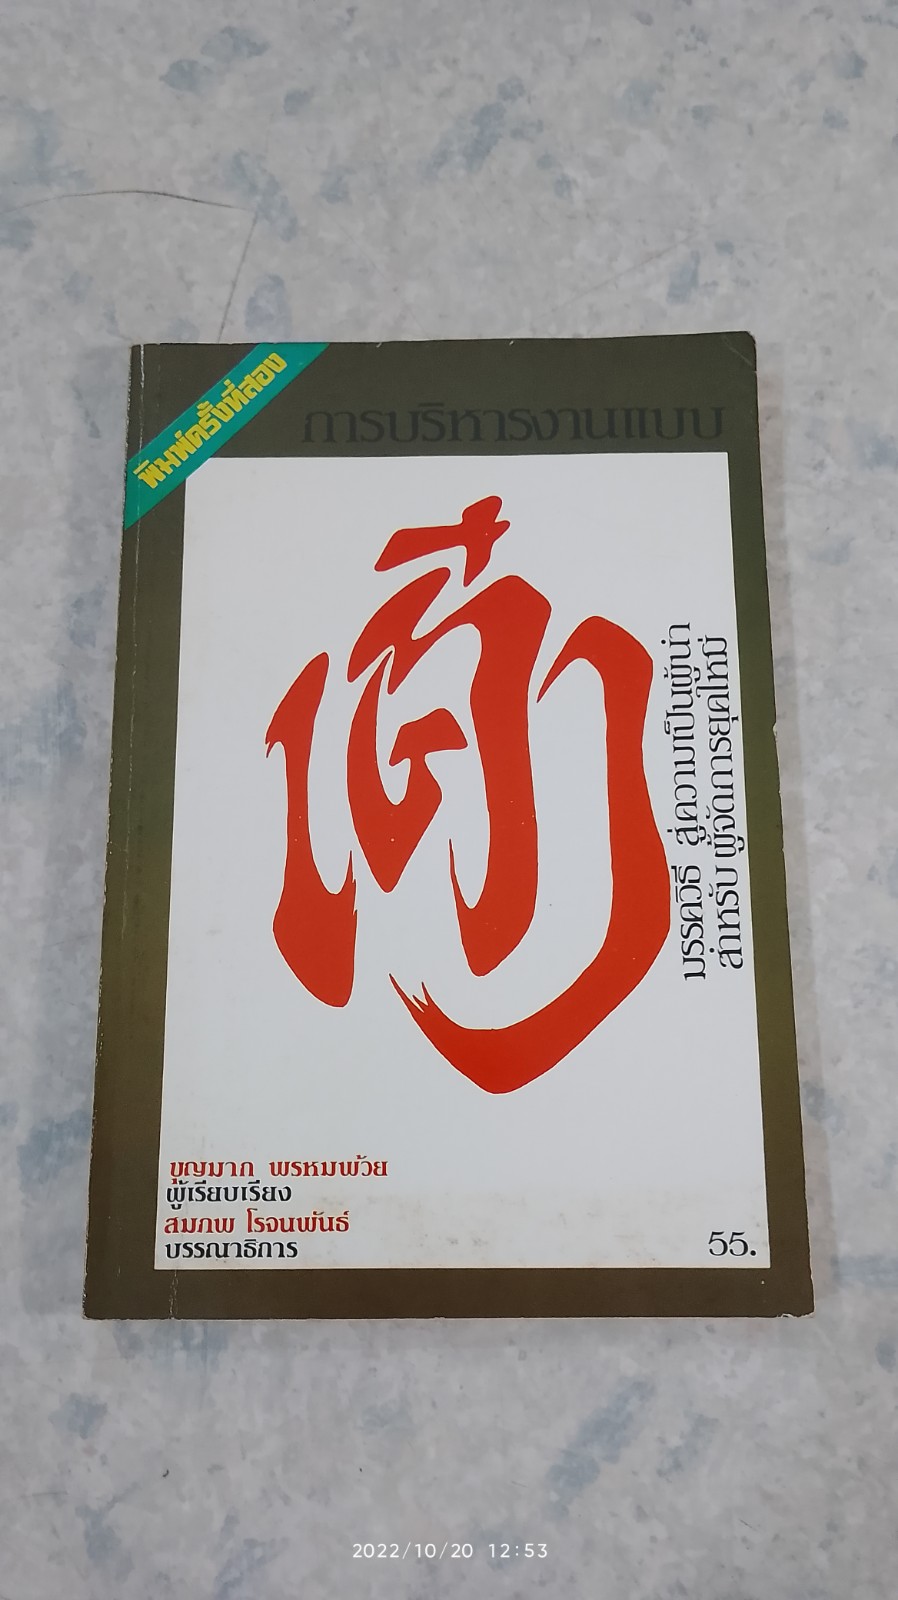 พิมพ์ครั้งที่สอง
การบริหารงานแบบ
เต๋า
มรรควิธี สู่ความเป็นผู้นำ
สำหรับ ผู้จัดการยุคใหม่
บุญมาก พรหมพ้วย
ผู้เรียบเรียง
สมภพ โรจนพันธ์
บรรณาธิการ
55.
2022/10/20 12:53